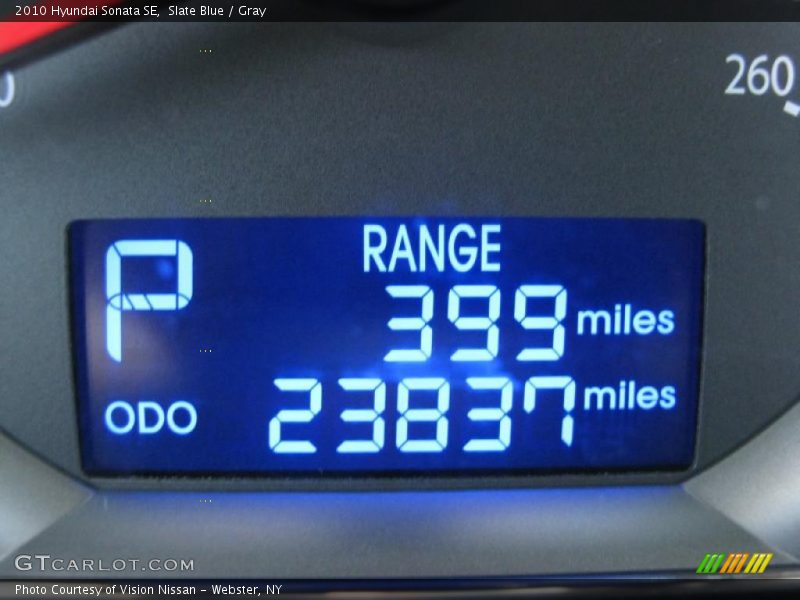 2010 Hyundai Sonata SE, Slate Blue / Gray
0
260
P
RANGE
399 miles
ODO 23837 miles
GTCARLOT.COM
Photo Courtesy of Vision Nissan - Webster, NY